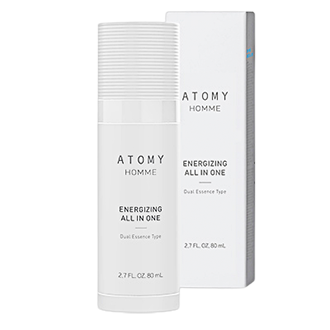 ATOMY
HOMME
ENERGIZING
ALL IN ONE
Dual Essence Type
2.7 FL. OZ. 80 mL
ATOMY
HOMME
ENERGIZING
ALL IN ONE
Dual Essence Type
2.7 FL. OZ. 80 mL